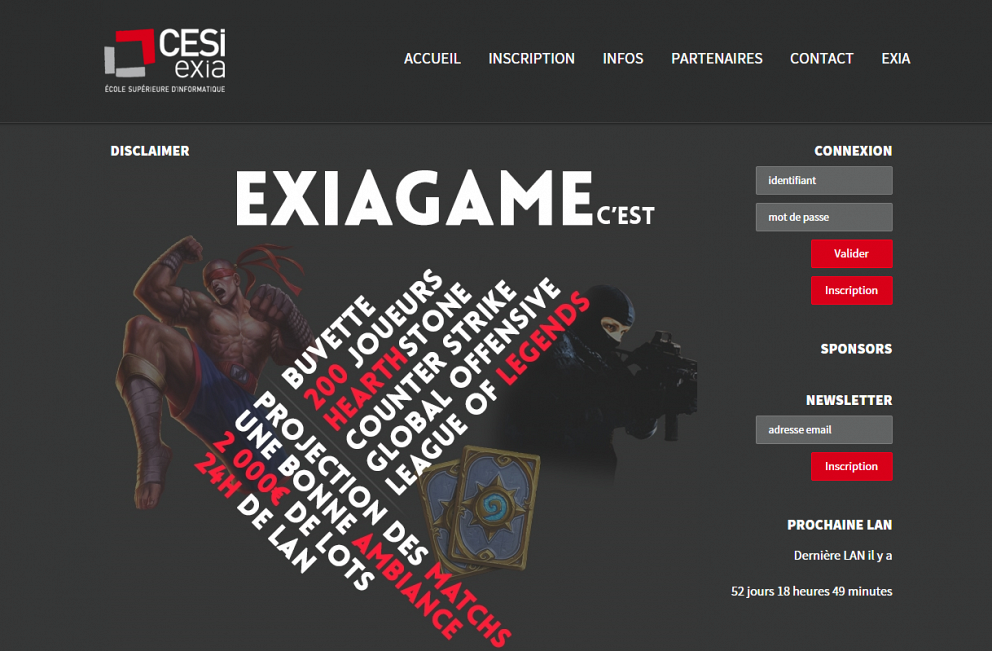 CESi
exia
ÉCOLE SUPÉRIEURE D'INFORMATIQUE
ACCUEIL INSCRIPTION INFOS PARTENAIRES CONTACT EXIA
DISCLAIMER
EXIAGAME C'EST
BUVETTE
200 JOUEURS
HEARTHSTONE
COUNTER STRIKE
GLOBAL OFFENSIVE
LEAGUE OF LEGENDS
PROJECTION DES MATCHS
UNE BONNE AMBIANCE
2 000€ DE LOTS
24H DE LAN
CONNEXION
identifiant
mot de passe
Valider
Inscription
SPONSORS
NEWSLETTER
adresse email
Inscription
PROCHAINE LAN
Dernière LAN il y a
52 jours 18 heures 49 minutes